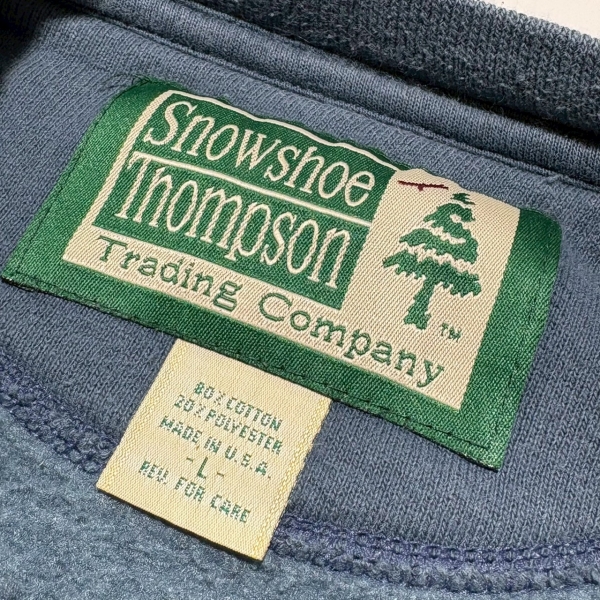 Snowshoe
Thompson
Trading Company
TM
80% COTTON
20% POLYESTER
MADE IN U.S.A.
- L -
REV. FOR CARE